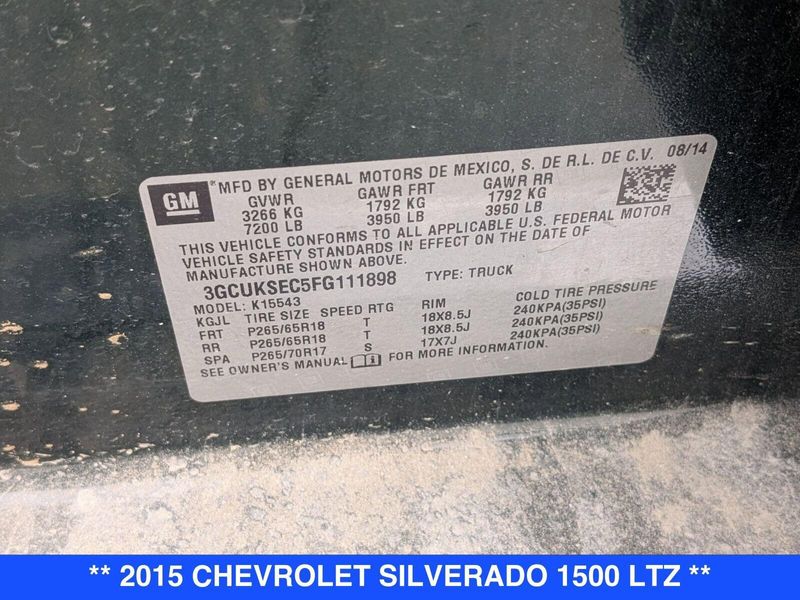 GM
*MFD BY GENERAL MOTORS DE MEXICO, S. DE R.L. DE C.V. 08/14
GVWR GAWR FRT GAWR RR
3266 KG 1792 KG 1792 KG
7200 LB 3950 LB 3950 LB
THIS VEHICLE CONFORMS TO ALL APPLICABLE U.S. FEDERAL MOTOR
VEHICLE SAFETY STANDARDS IN EFFECT ON THE DATE OF
MANUFACTURE SHOWN ABOVE.
3GCUKSEC5FG111898 TYPE: TRUCK
MODEL: K15543
KGJL TIRE SIZE SPEED RTG RIM COLD TIRE PRESSURE
FRT P265/65R18 T 18X8.5J 240KPA(35PSI)
RR P265/65R18 T 18X8.5J 240KPA(35PSI)
SPA P265/70R17 S 17X7J 240KPA(35PSI)
SEE OWNER'S MANUAL FOR MORE INFORMATION.
** 2015 CHEVROLET SILVERADO 1500 LTZ **